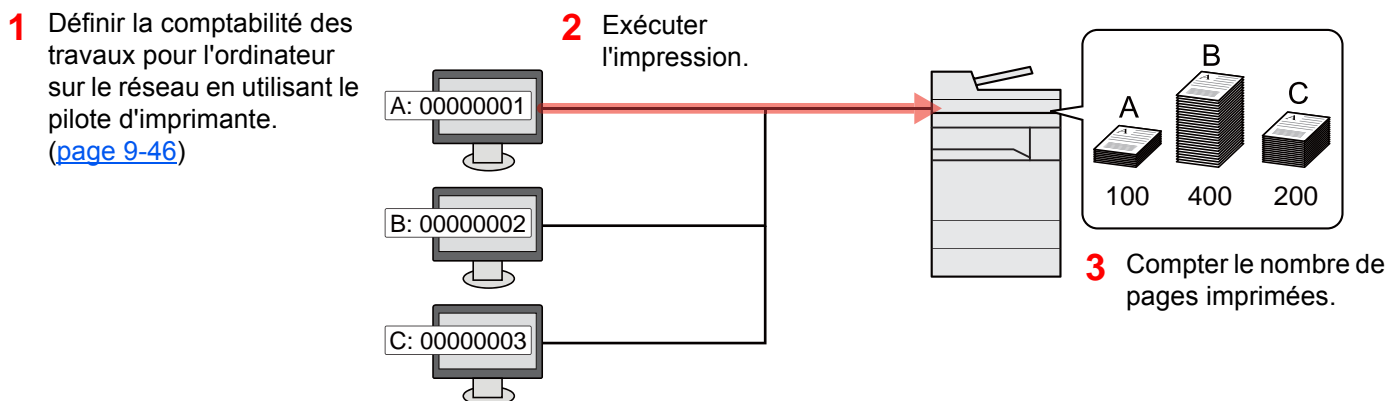 1 Définir la comptabilité des
travaux pour l'ordinateur
sur le réseau en utilisant le
pilote d'imprimante.
(page 9-46)
2 Exécuter
l'impression.
A: 00000001
B: 00000002
C: 00000003
A
B
C
100
400
200
3 Compter le nombre de
pages imprimées.